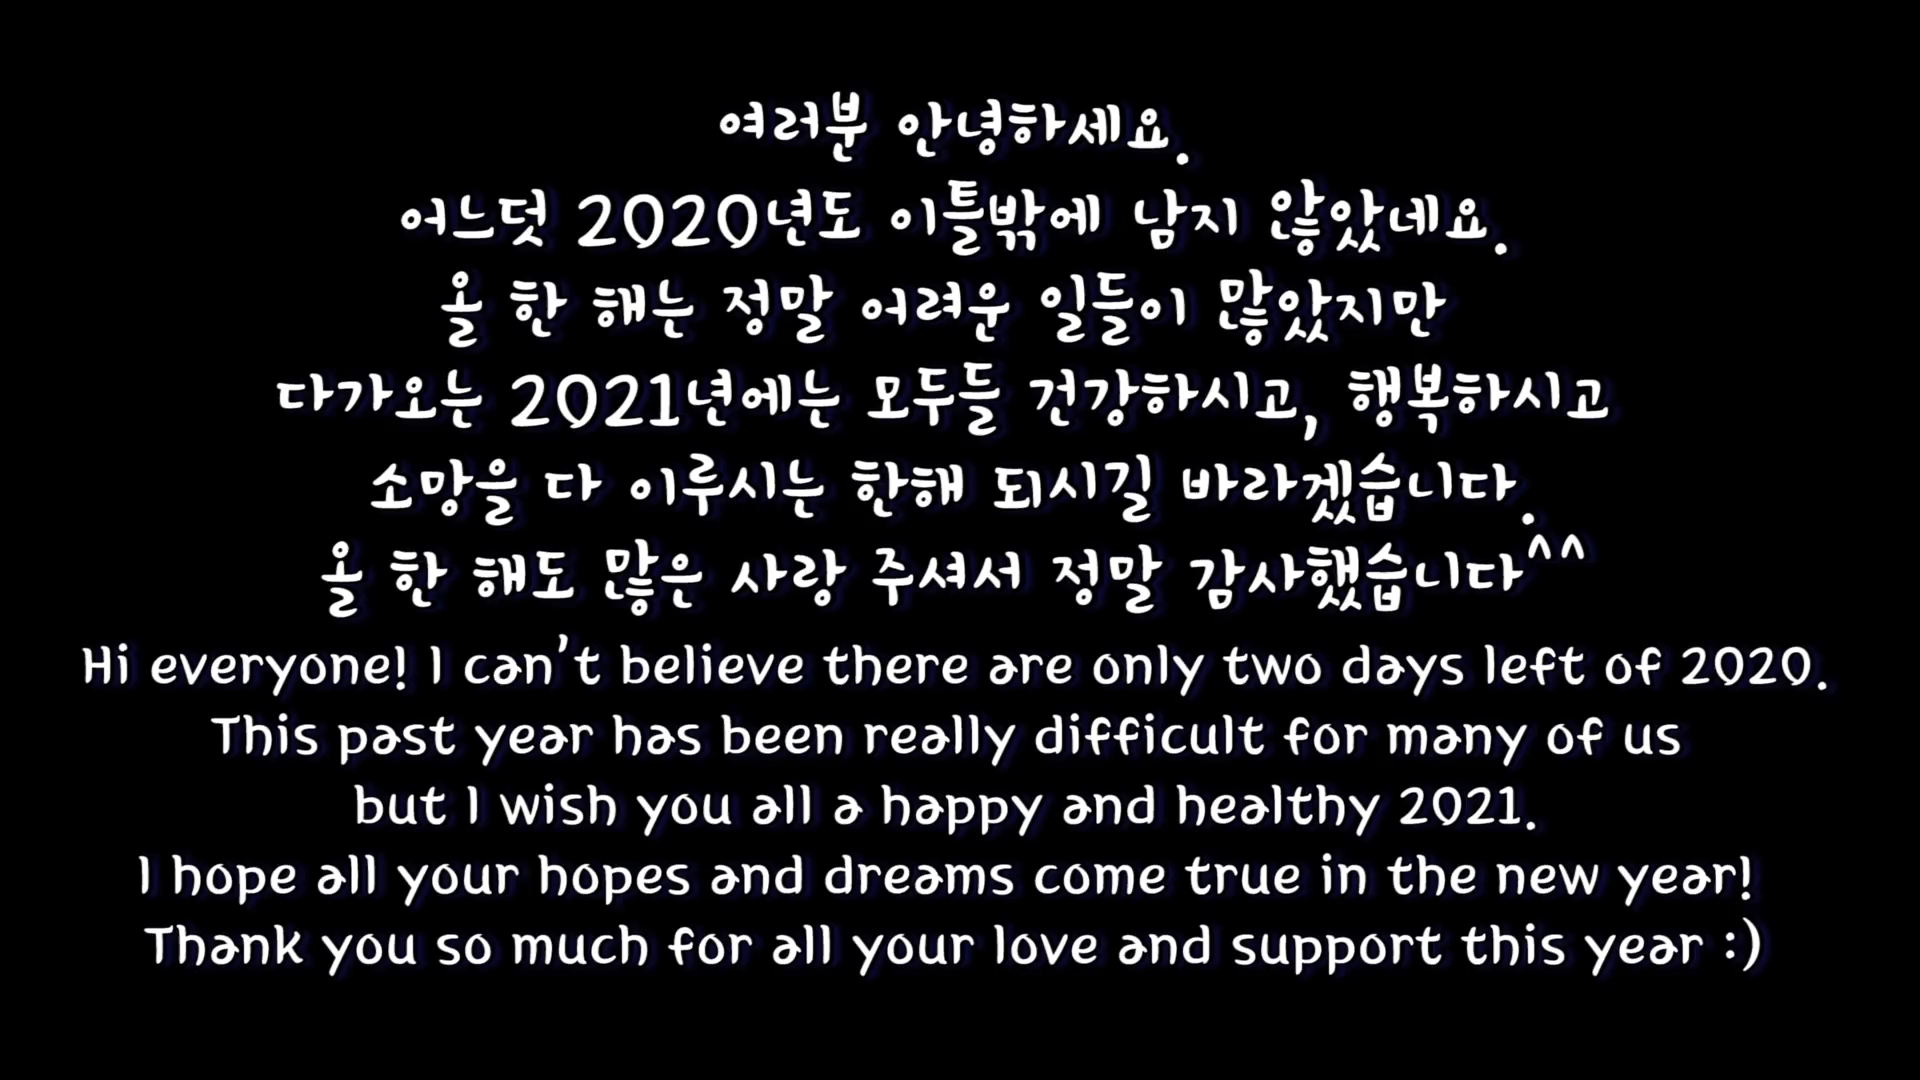 여러분 안녕하세요.
어느덧 2020년도 이틀밖에 남지 않았네요.
올 한 해는 정말 어려운 일들이 많았지만
다가오는 2021년에는 모두들 건강하시고, 행복하시고
소망을 다 이루시는 한해 되시길 바라겠습니다.
올 한 해도 많은 사랑 주셔서 정말 감사했습니다^^
Hi everyone! I can't believe there are only two days left of 2020.
This past year has been really difficult for many of us
but I wish you all a happy and healthy 2021.
I hope all your hopes and dreams come true in the new year!
Thank you so much for all your love and support this year :)